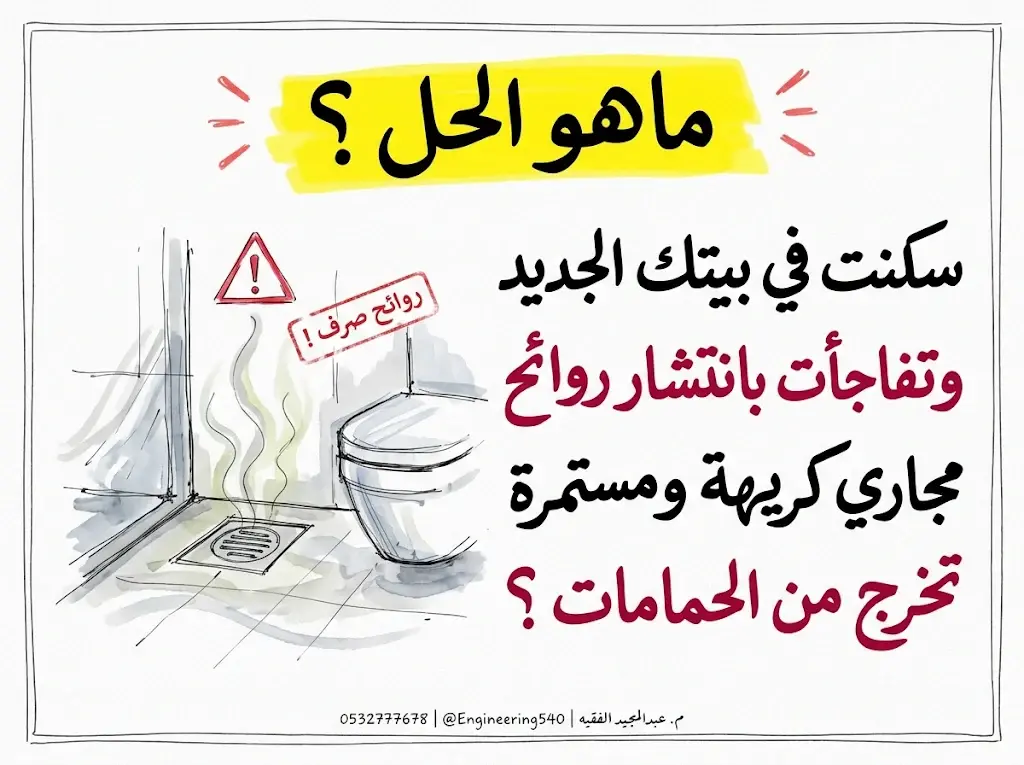 ماهو الحل ؟
سكنت في بيتك الجديد
وتفاجأت بانتشار روائح
مجاري كريهة ومستمرة
تخرج من الحمامات ؟
!
روائح صرف !
م. عبدالمجيد الفقيه | @Engineering540 | 0532777678